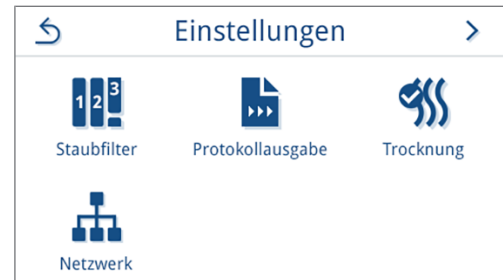 Einstellungen
1 2 3
Staubfilter
Protokollausgabe
Trocknung
Netzwerk